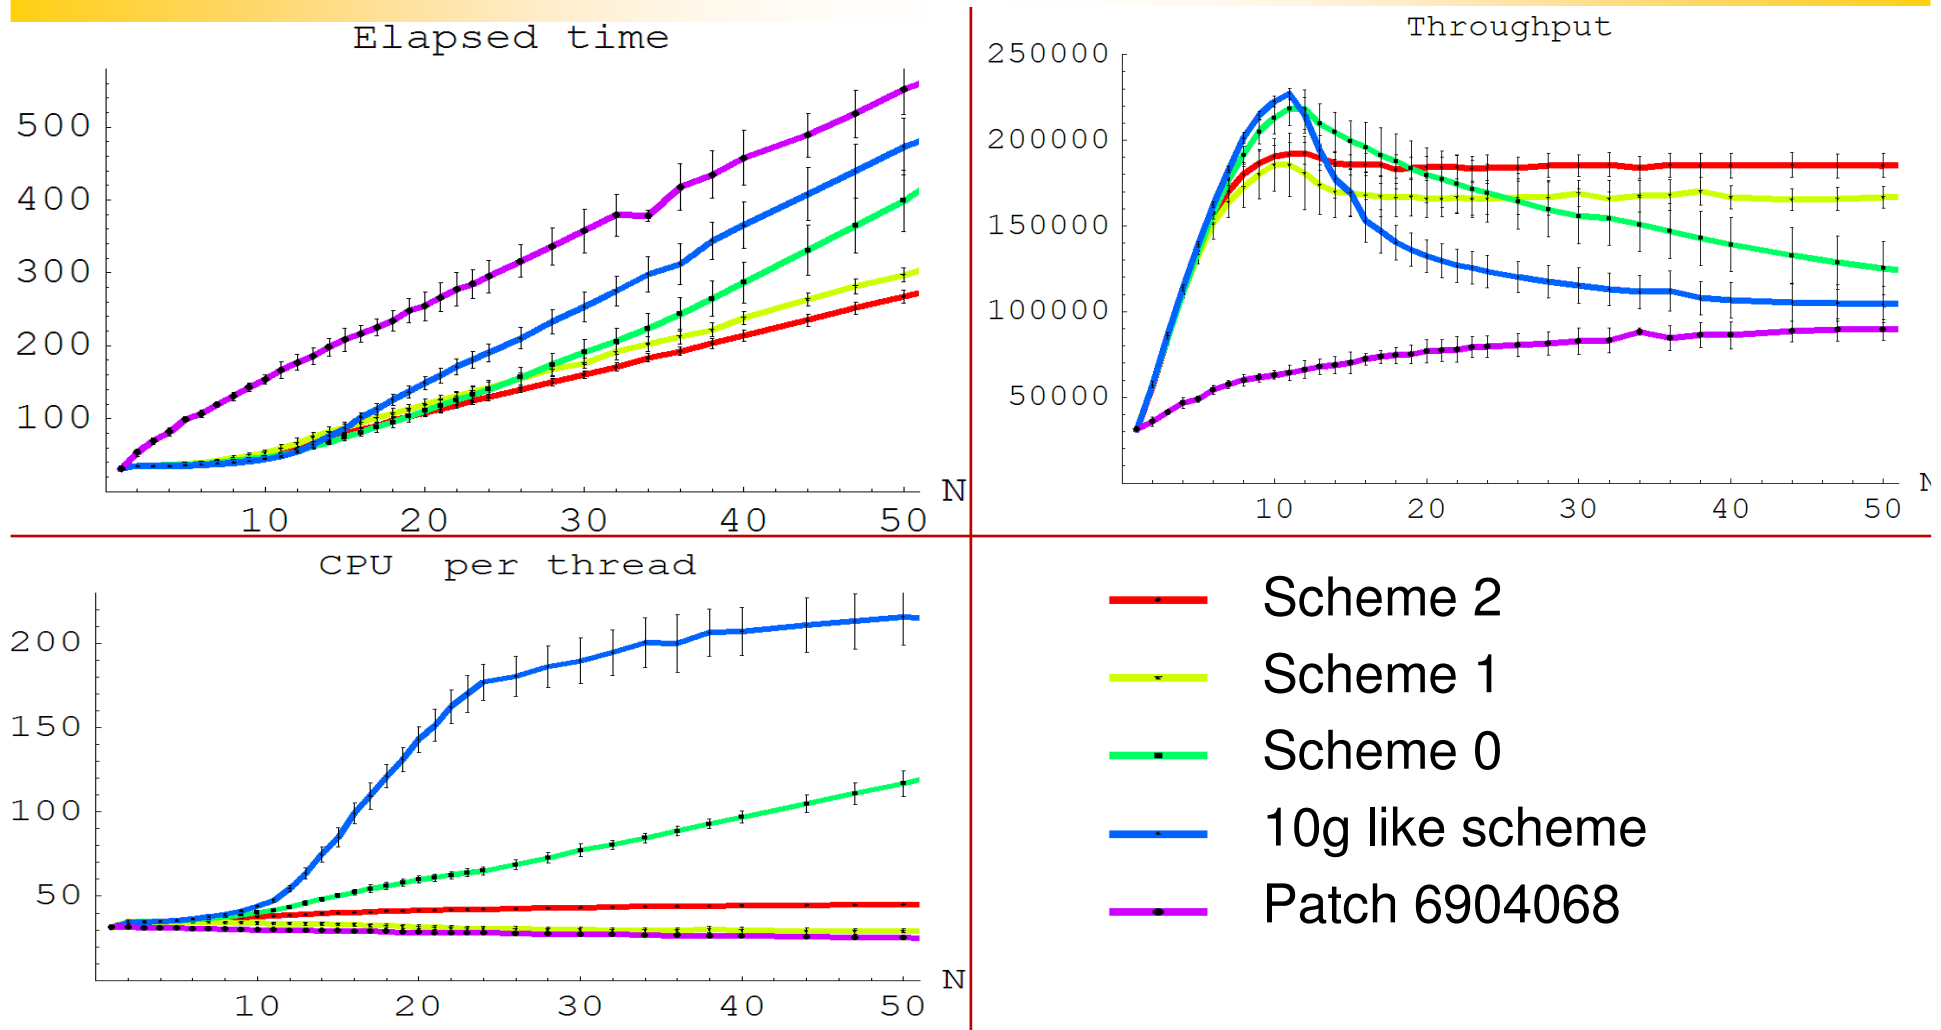 Elapsed time
500
400
300
200
100
10 20 30 40 50
N
Throughput
250000
200000
150000
100000
50000
10 20 30 40 50
N
CPU per thread
200
150
100
50
10 20 30 40 50
N
Scheme 2
Scheme 1
Scheme 0
10g like scheme
Patch 6904068